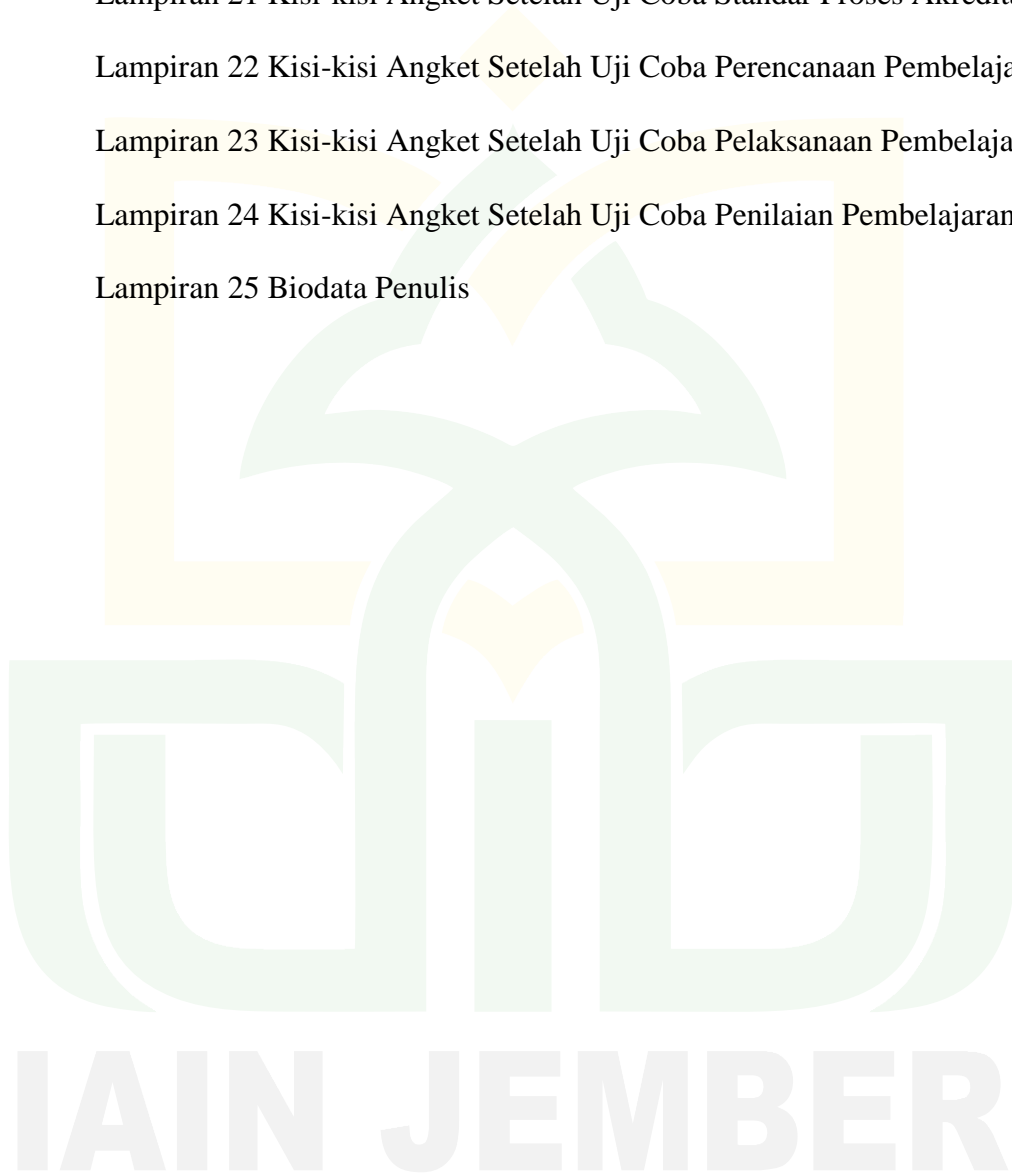 Lampiran 21 Kisi-kisi Angket Setelah Uji Coba Standar Proses
Lampiran 22 Kisi-kisi Angket Setelah Uji Coba Perencanaan
Lampiran 23 Kisi-kisi Angket Setelah Uji Coba Pelaksanaan
Lampiran 24 Kisi-kisi Angket Setelah Uji Coba Penilaian Pembelajaran
Lampiran 25 Biodata Penulis
IAIN JEMBER